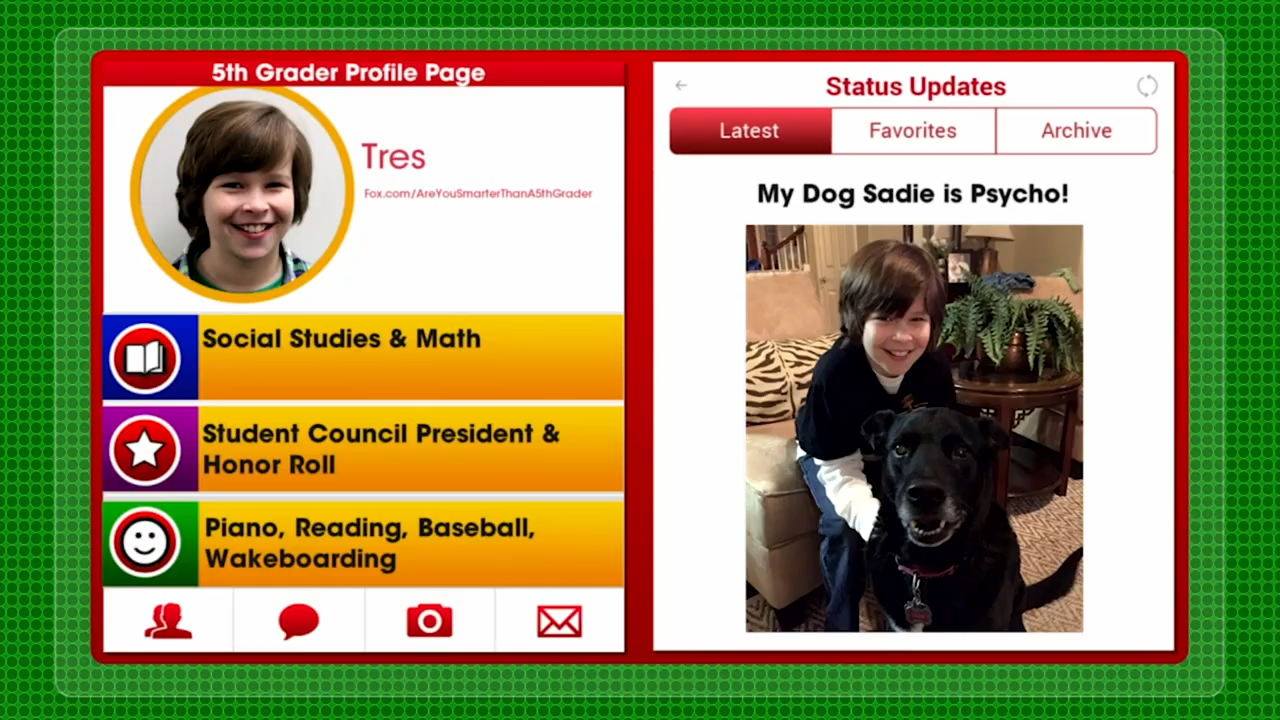 5th Grader Profile Page
Tres
Fox.com/AreYouSmarterThanA5thGrader
Social Studies & Math
Student Council President &
Honor Roll
Piano, Reading, Baseball,
Wakeboarding
Status Updates
Latest
Favorites
Archive
My Dog Sadie is Psycho!